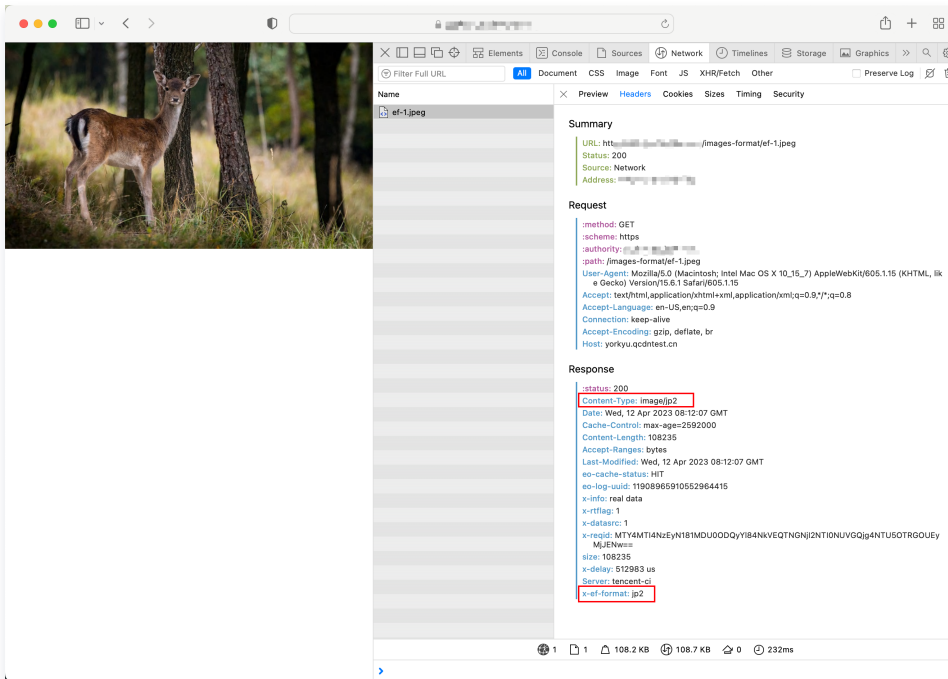 Elements
Console
Sources
Network
Timelines
Storage
Graphics
Filter Full URL
All Document CSS Image Font JS XHR/Fetch Other
Preserve Log
Name
Preview Headers Cookies Sizes Timing Security
ef-1.jpeg
Summary
URL: htt /images-format/ef-1.jpeg
Status: 200
Source: Network
Address:
Request
:method: GET
:scheme: https
:authority:
:path: /images-format/ef-1.jpeg
User-Agent: Mozilla/5.0 (Macintosh; Intel Mac OS X 10_15_7) AppleWebKit/605.1.15 (KHTML, lik
e Gecko) Version/15.6.1 Safari/605.1.15
Accept: text/html,application/xhtml+xml,application/xml;q=0.9,*/*;q=0.8
Accept-Language: en-US,en;q=0.9
Connection: keep-alive
Accept-Encoding: gzip, deflate, br
Host: yorkyu.qcdntest.cn
Response
:status: 200
Content-Type: image/jp2
Date: Wed, 12 Apr 2023 08:12:07 GMT
Cache-Control: max-age=2592000
Content-Length: 108235
Accept-Ranges: bytes
Last-Modified: Wed, 12 Apr 2023 08:12:07 GMT
eo-cache-status: HIT
eo-log-uuid: 11908965910552964415
x-info: real data
x-rtflag: 1
x-datasrc: 1
x-reqid: MTY4MTI4NzEyN181MDU0ODQyYl84NkVEQTNGNjI2NTI0NUVGQjg4NTU5OTRGOUEy
MjJENw==
size: 108235
x-delay: 512983 us
Server: tencent-ci
x-ef-format: jp2
1 1 108.2 KB 108.7 KB 0 232ms